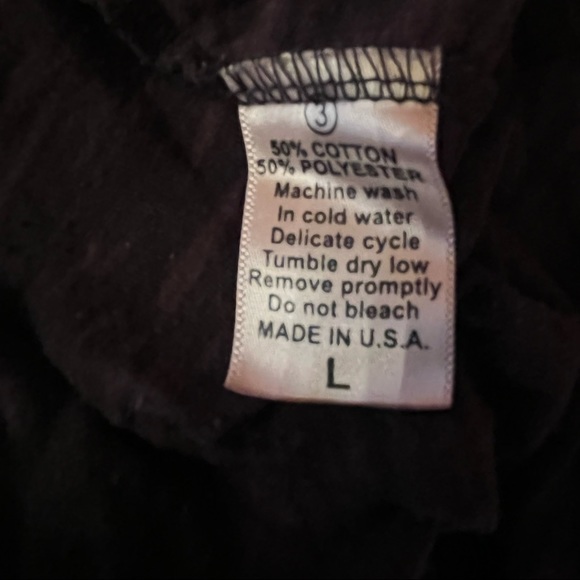 3
50% COTTON
50% POLYESTER
Machine wash
In cold water
Delicate cycle
Tumble dry low
Remove promptly
Do not bleach
MADE IN U.S.A.
L